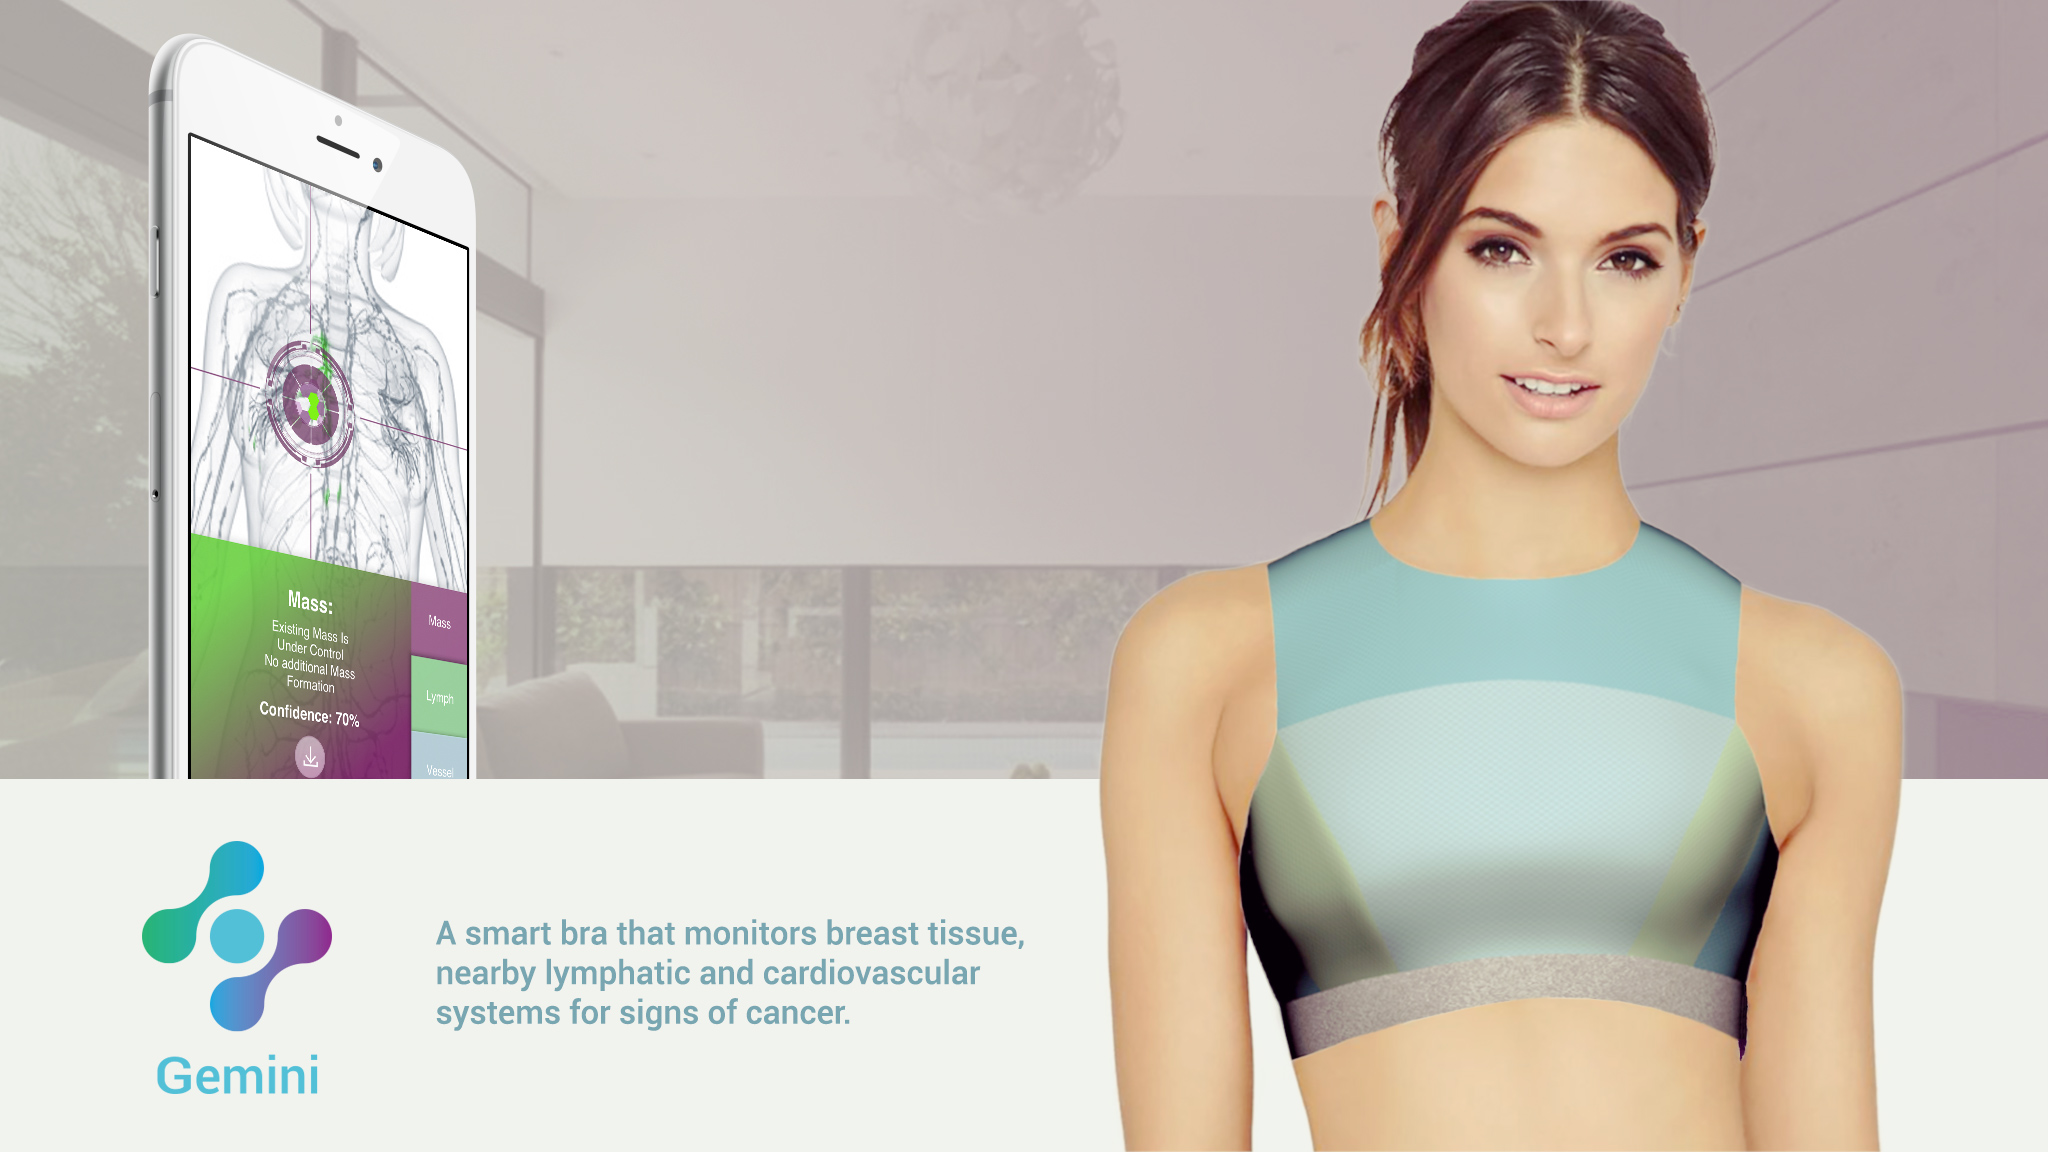 Mass:
Existing Mass Is
Under Control
No additional Mass
Formation
Confidence: 70%
Mass
Lymph
Vessel
Gemini
A smart bra that monitors breast tissue,
nearby lymphatic and cardiovascular
systems for signs of cancer.